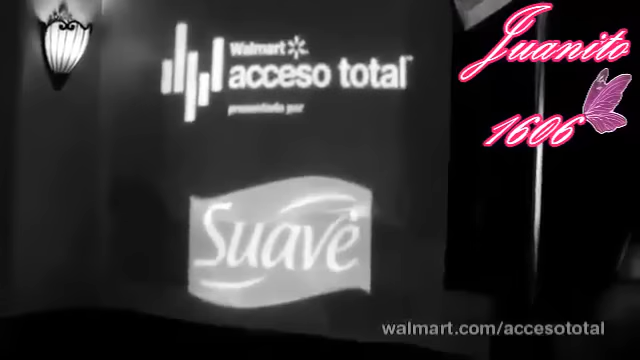 Walmart
acceso total
presentado por
Suave
Juanito
1606
walmart.com/accesototal